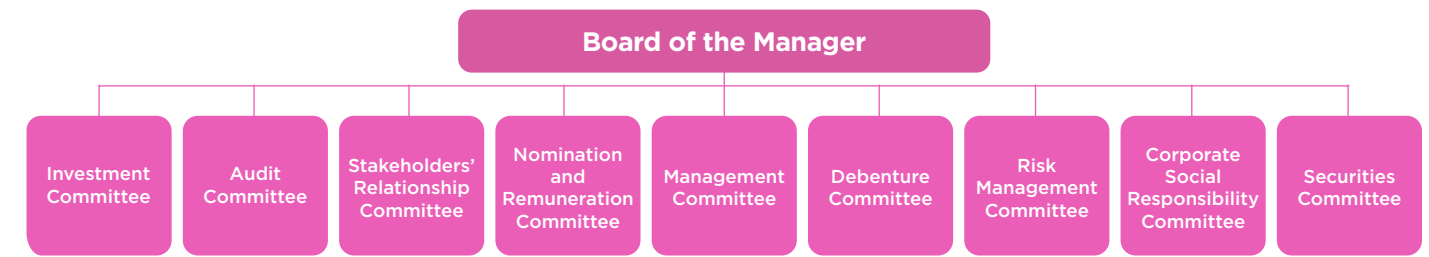 Board of the Manager
Investment
Committee
Audit
Committee
Stakeholders'
Relationship
Committee
Nomination
and
Remuneration
Committee
Management
Committee
Debenture
Committee
Risk
Management
Committee
Corporate
Social
Responsibility
Committee
Securities
Committee